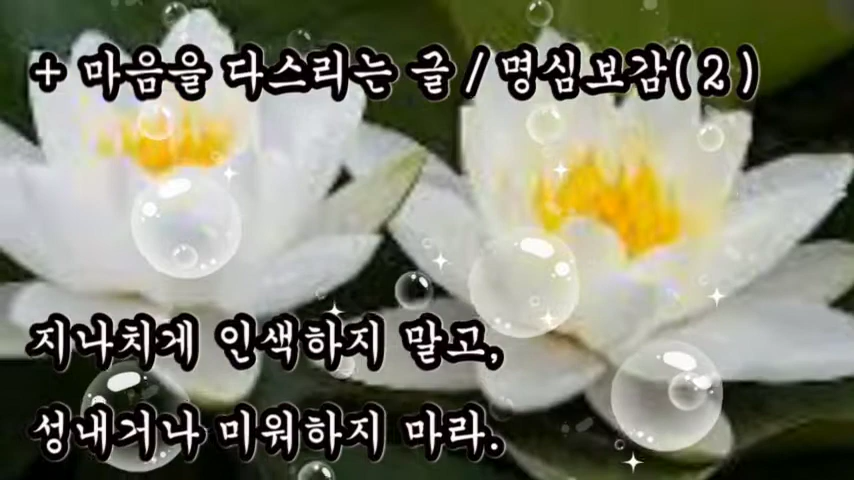 + 마음을 다스리는 글 / 명심보감( 2 )
지나치게 인색하지 말고,
성내거나 미워하지 마라.